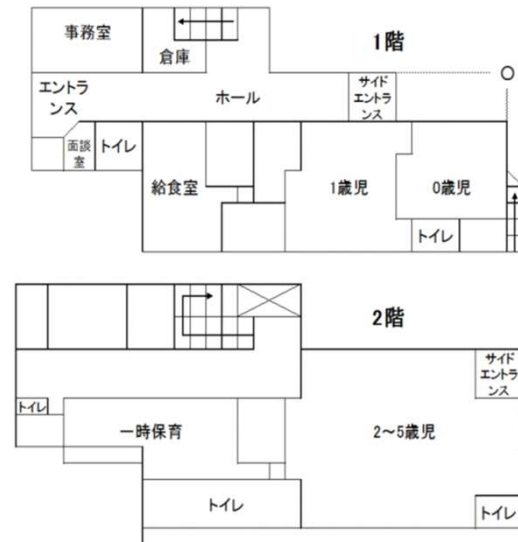 1階
事務室
倉庫
エントラ
ンス
ホール
サイド
エントラ
ンス
面談
室
トイレ
給食室
1歳児
0歳児
トイレ
2階
サイド
エントラ
ンス
トイレ
一時保育
2～5歳児
トイレ
トイレ